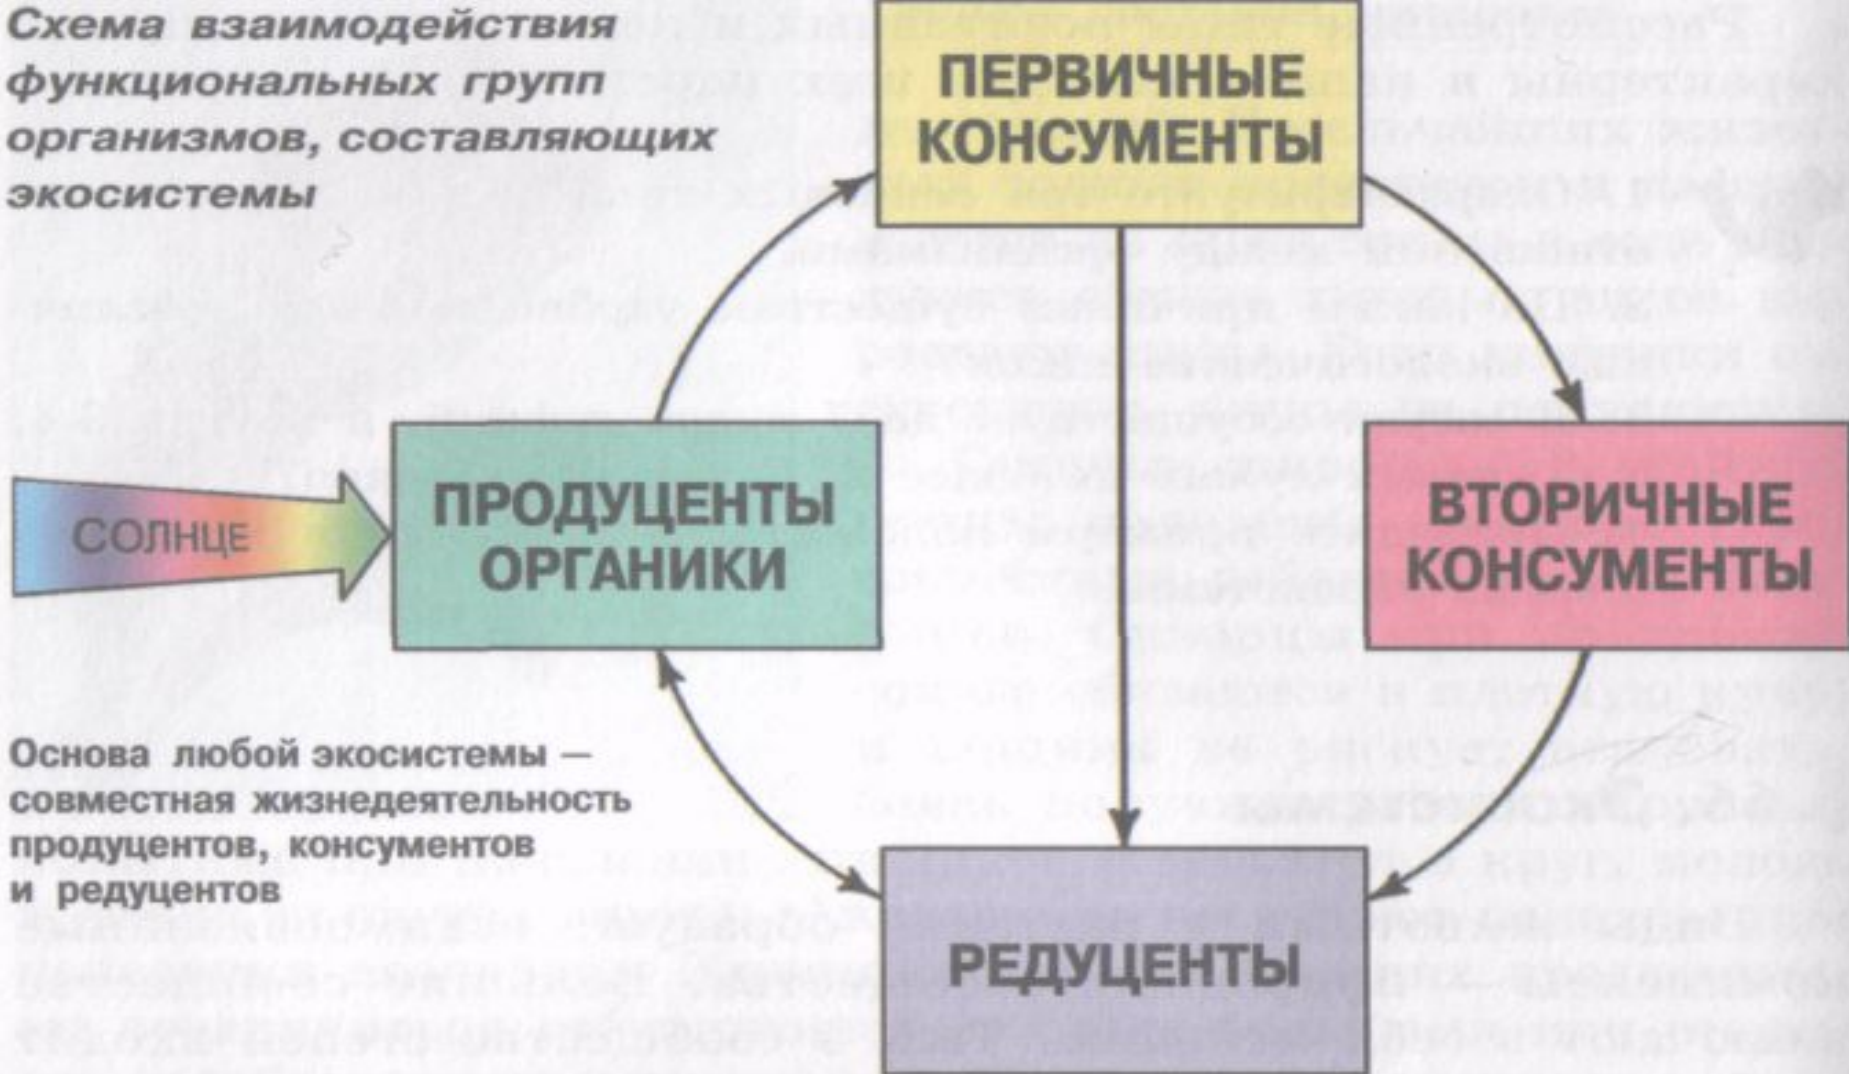 Схема взаимодействия
функциональных групп
организмов, составляющих
экосистемы
ПЕРВИЧНЫЕ
КОНСУМЕНТЫ
СОЛНЦЕ
ПРОДУЦЕНТЫ
ОРГАНИКИ
ВТОРИЧНЫЕ
КОНСУМЕНТЫ
Основа любой экосистемы —
совместная жизнедеятельность
продуцентов, консументов
и редуцентов
РЕДУЦЕНТЫ